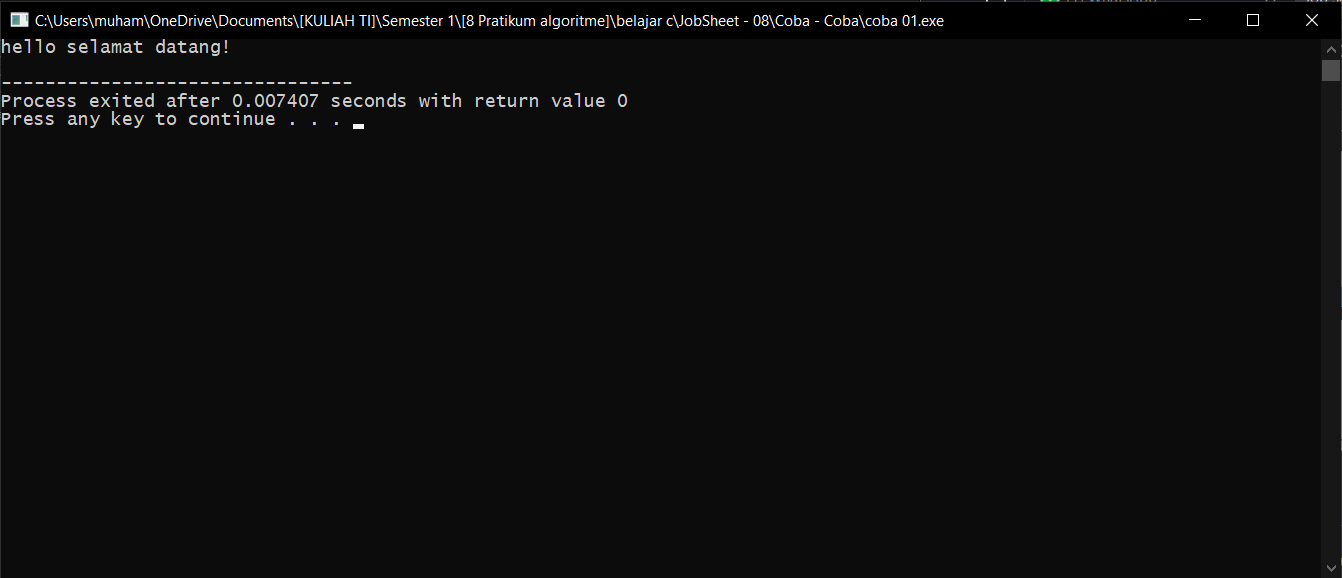 C:\Users\muham\OneDrive\Documents\[KULIAH TI]\Semester 1\[8 Pratikum algoritme]\belajar c\JobSheet - 08\Coba - Coba\coba 01.exe
hello selamat datang!
--------------------------------
Process exited after 0.007407 seconds with return value 0
Press any key to continue . . .